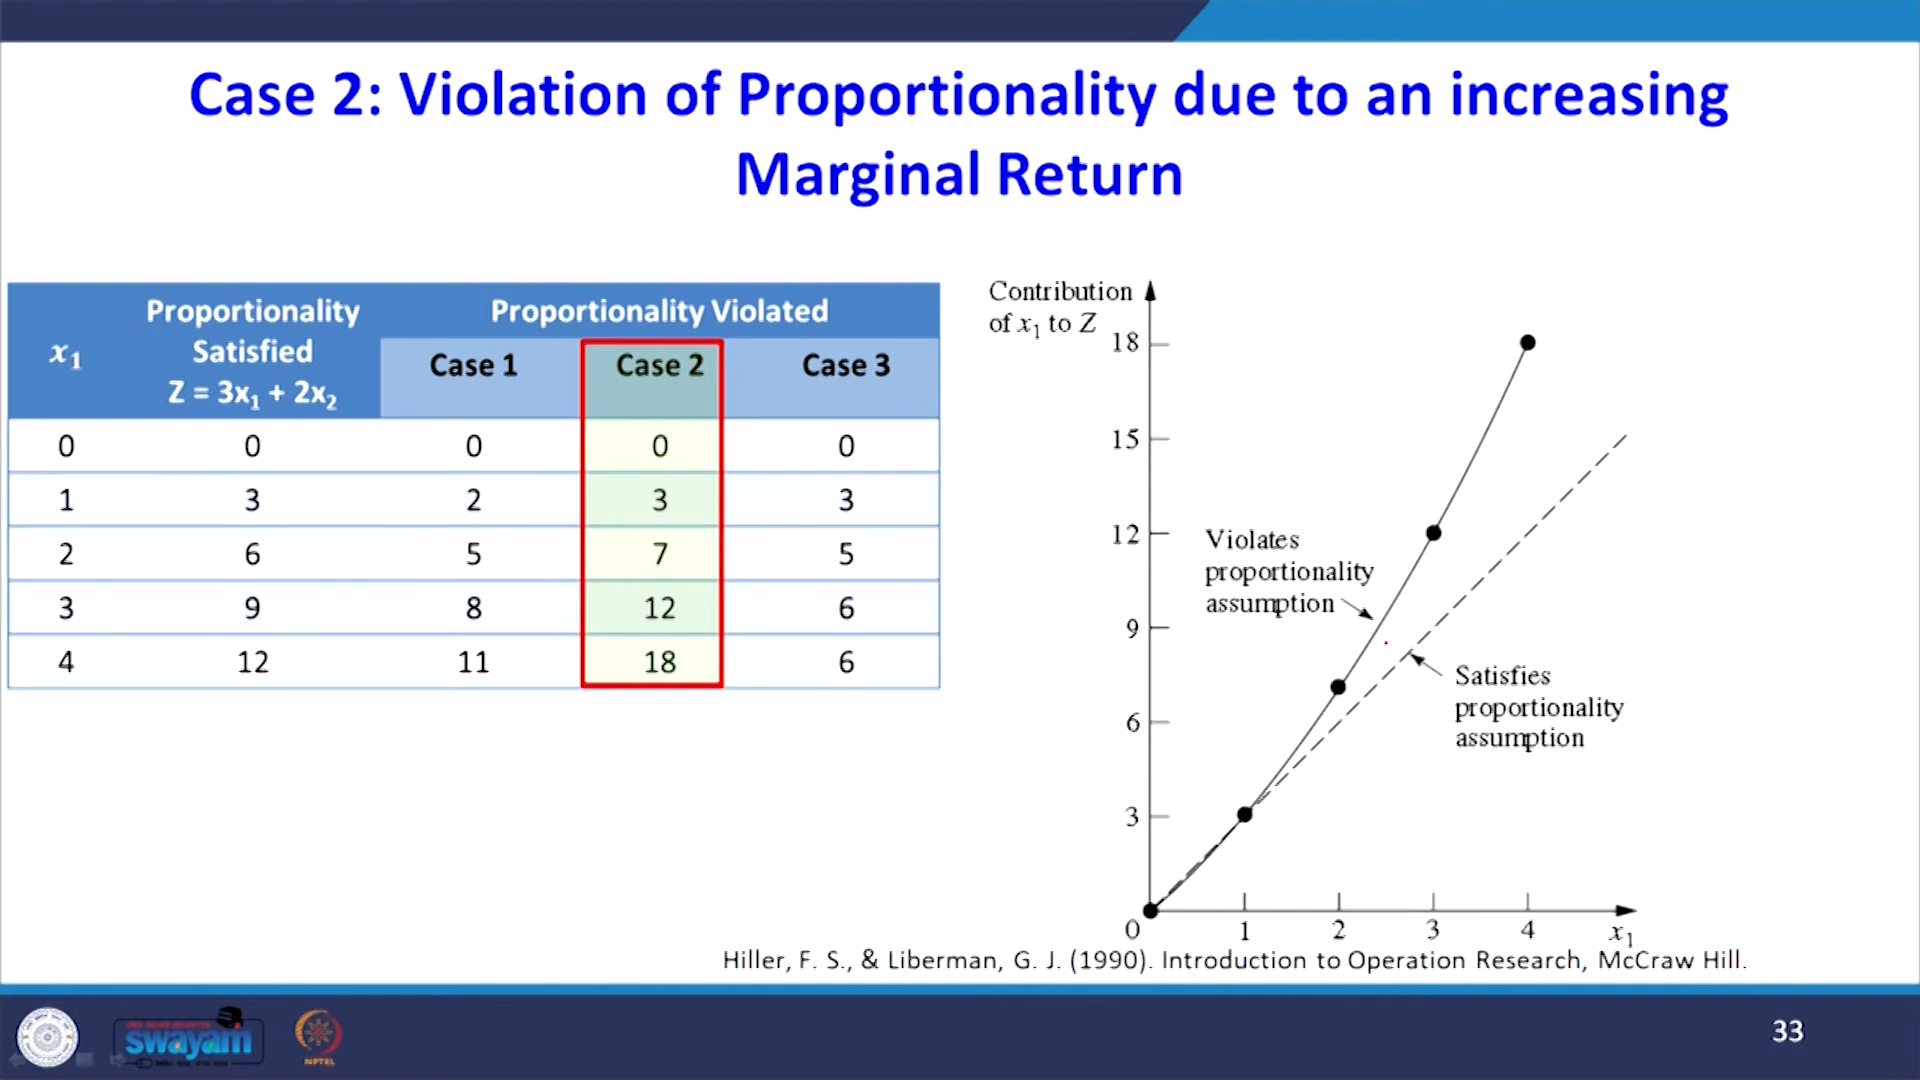 Case 2: Violation of Proportionality due to an increasing
Marginal Return
x₁
Proportionality
Satisfied
Z = 3x₁ + 2x₂
Proportionality Violated
Case 1 Case 2 Case 3
0 0 0 0 0
1 3 2 3 3
2 6 5 7 5
3 9 8 12 6
4 12 11 18 6
Contribution
of x₁ to Z
18
15
12
9
6
3
0
1 2 3 4 x₁
Violates
proportionality
assumption
Satisfies
proportionality
assumption
Hiller, F. S., & Liberman, G. J. (1990). Introduction to Operation Research, McCraw Hill.
swayam
NPTEL
33